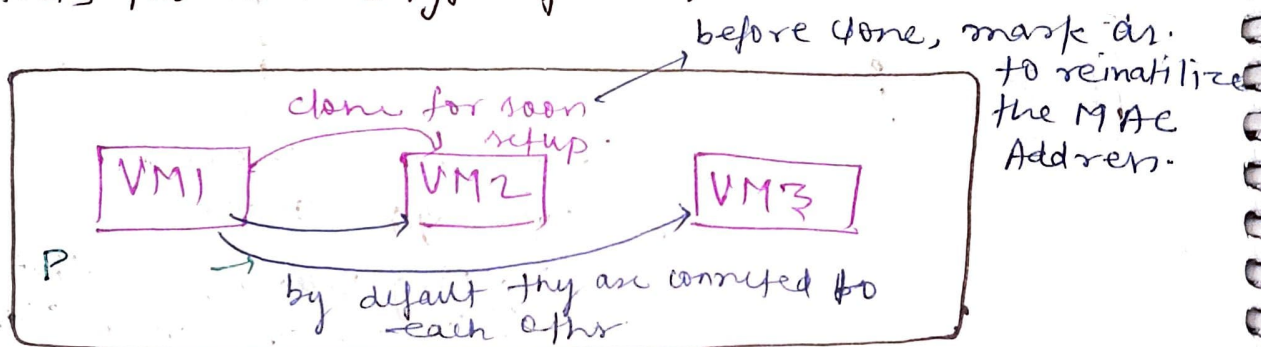 before clone, mark as.
to reinatilize
the MAC
Address.
clone for soon
setup.
VM1
VM2
VM3
P
by default thy are connected to
each other